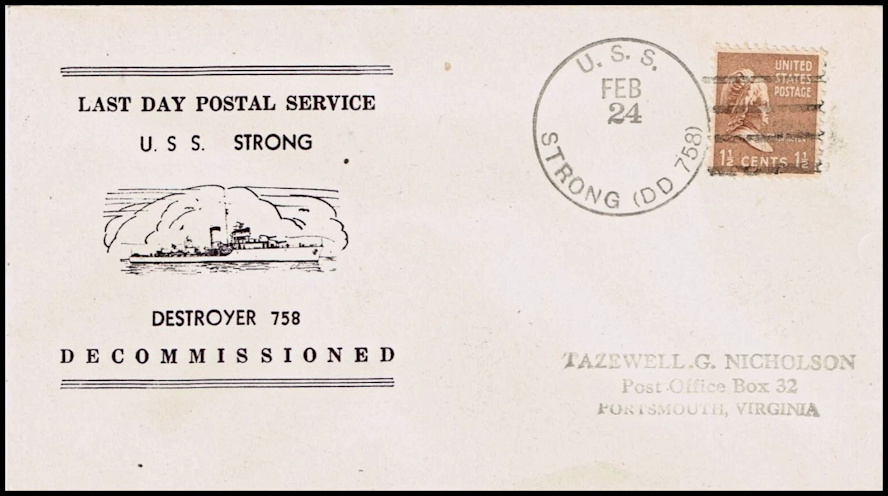 LAST DAY POSTAL SERVICE
U. S S. STRONG
DESTROYER 758
DECOMMISSIONED
U. S. S.
FEB
24
STRONG (DD 758)
UNITED
STATES
POSTAGE
1½ CENTS 1½
TAZEWELL.G. NICHOLSON
Post Office Box 32
PORTSMOUTH, VIRGINIA